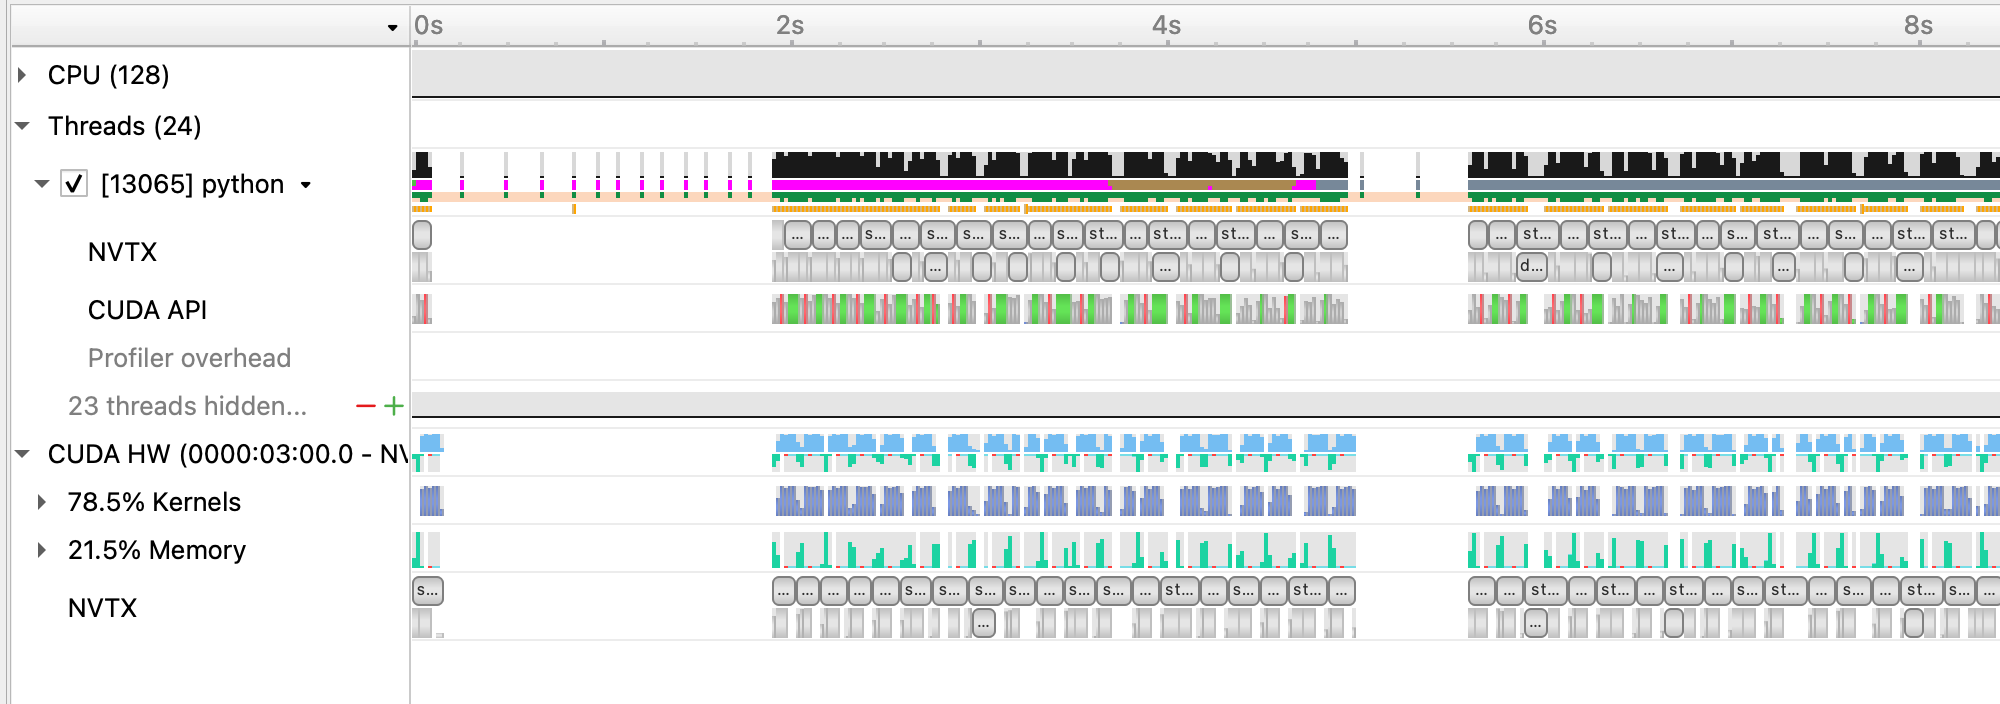 0s 2s 4s 6s 8s
CPU (128)
Threads (24)
[13065] python
NVTX
... ... ... s... s... s... s... ... s... st... ... st... ... st... ... s... ... ... st... ... st... ... st... ... st... ... s... ... st... st...
... ... d... ... ... ...
CUDA API
Profiler overhead
23 threads hidden... − +
CUDA HW (0000:03:00.0 - NV
78.5% Kernels
21.5% Memory
NVTX
s... ... ... ... ... ... s... s... s... s... ... s... s... ... st... ... s... ... st... ... ... ... st... ... st... ... st... ... s... ... st... ... s... ... st... s... ...
... ... ...